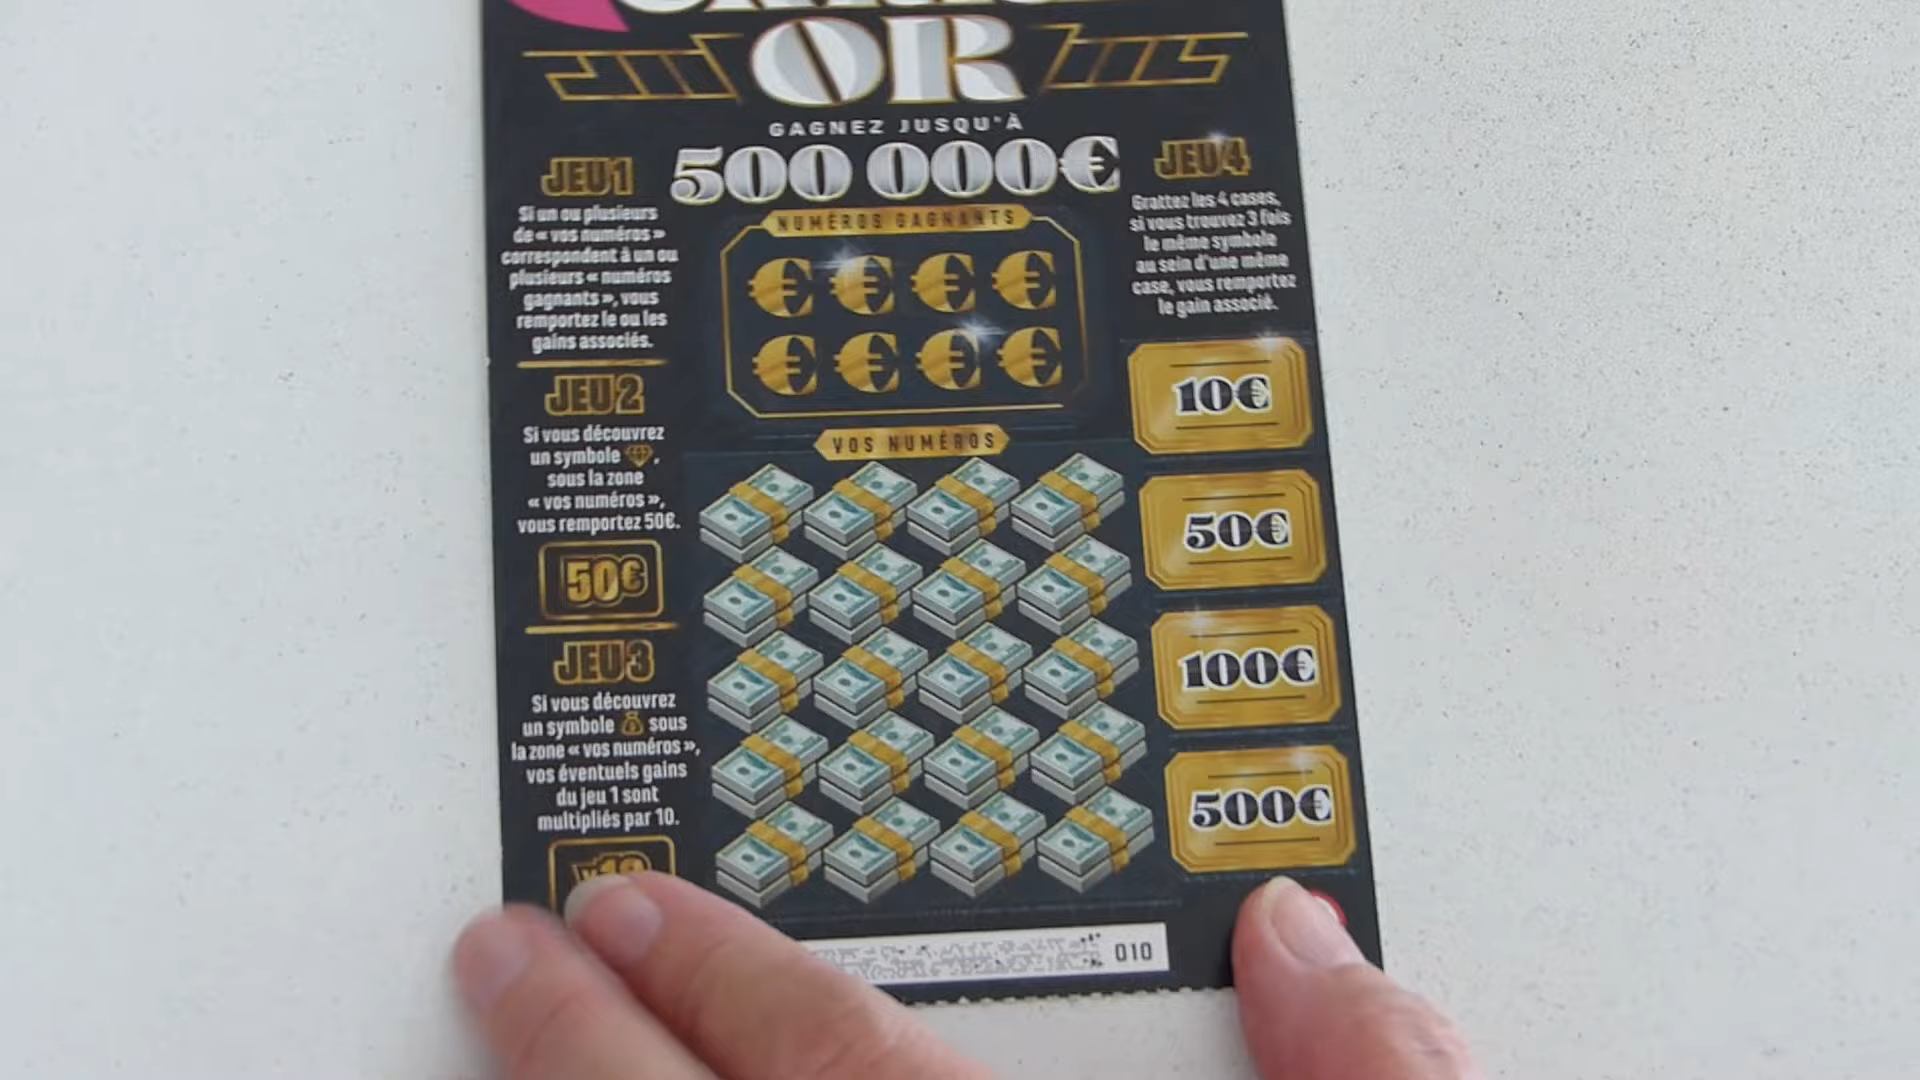 OR
GAGNEZ JUSQU'À
500 000€
JEU 1
Si un ou plusieurs
de « vos numéros »
correspondent à un ou
plusieurs « numéros
gagnants », vous
remportez le ou les
gains associés.
JEU 2
Si vous découvrez
un symbole ,
sous la zone
« vos numéros »,
vous remportez 50€.
50€
JEU 3
Si vous découvrez
un symbole sous
la zone « vos numéros »,
vos éventuels gains
du jeu 1 sont
multipliés par 10.
x10
NUMÉROS GAGNANTS
€ € € €
€ € € €
VOS NUMÉROS
JEU 4
Grattez les 4 cases,
si vous trouvez 3 fois
le même symbole
au sein d'une même
case, vous remportez
le gain associé.
10€
50€
100€
500€
010